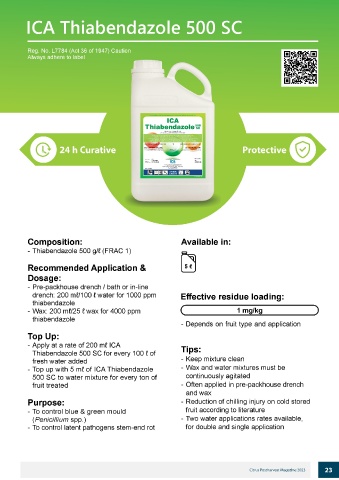 ICA Thiabendazole 500 SC
Reg. No. L7784 (Act 36 of 1947) Caution
Always adhere to label
ICA
Thiabendazole
24 h Curative
Protective
Composition:
- Thiabendazole 500 g/ℓ (FRAC 1)
Recommended Application &
Dosage:
- Pre-packhouse drench / bath or in-line
drench: 200 mℓ/100 ℓ water for 1000 ppm
thiabendazole
- Wax: 200 mℓ/25 ℓ wax for 4000 ppm
thiabendazole
Top Up:
- Apply at a rate of 200 mℓ ICA
Thiabendazole 500 SC for every 100 ℓ of
fresh water added
- Top up with 5 mℓ of ICA Thiabendazole
500 SC to water mixture for every ton of
fruit treated
Purpose:
- To control blue & green mould
(Penicillium spp.)
- To control latent pathogens stem-end rot
Available in:
5 ℓ
Effective residue loading:
1 mg/kg
- Depends on fruit type and application
Tips:
- Keep mixture clean
- Wax and water mixtures must be
continuously agitated
- Often applied in pre-packhouse drench
and wax
- Reduction of chilling injury on cold stored
fruit according to literature
- Two water applications rates available,
for double and single application
Citrus Postharvest Magazine 2022
23